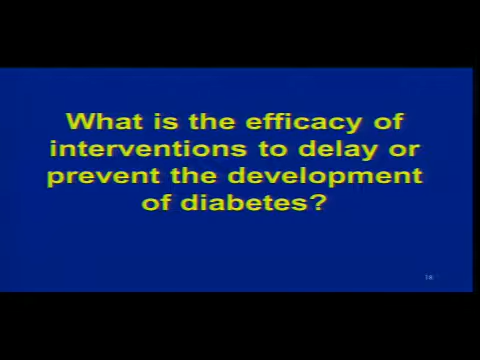 What is the efficacy of
interventions to delay or
prevent the development
of diabetes?